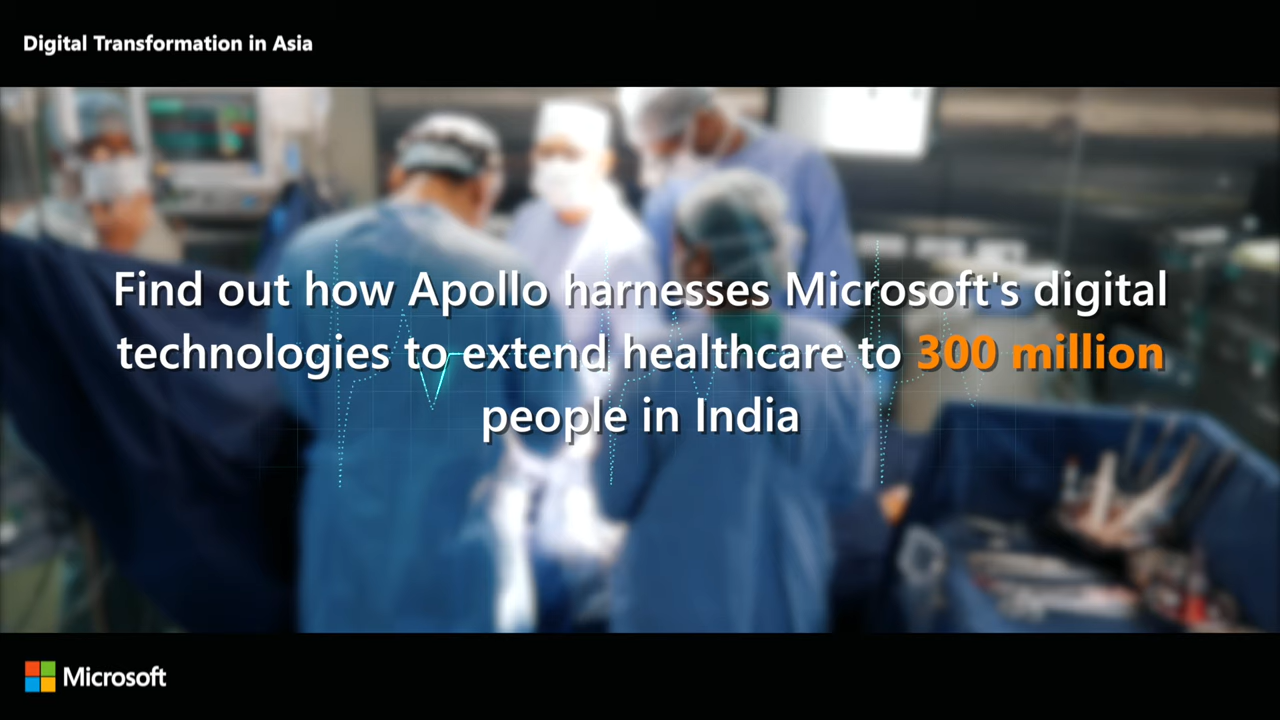 Digital Transformation in Asia
Find out how Apollo harnesses Microsoft's digital
technologies to extend healthcare to 300 million
people in India
Microsoft